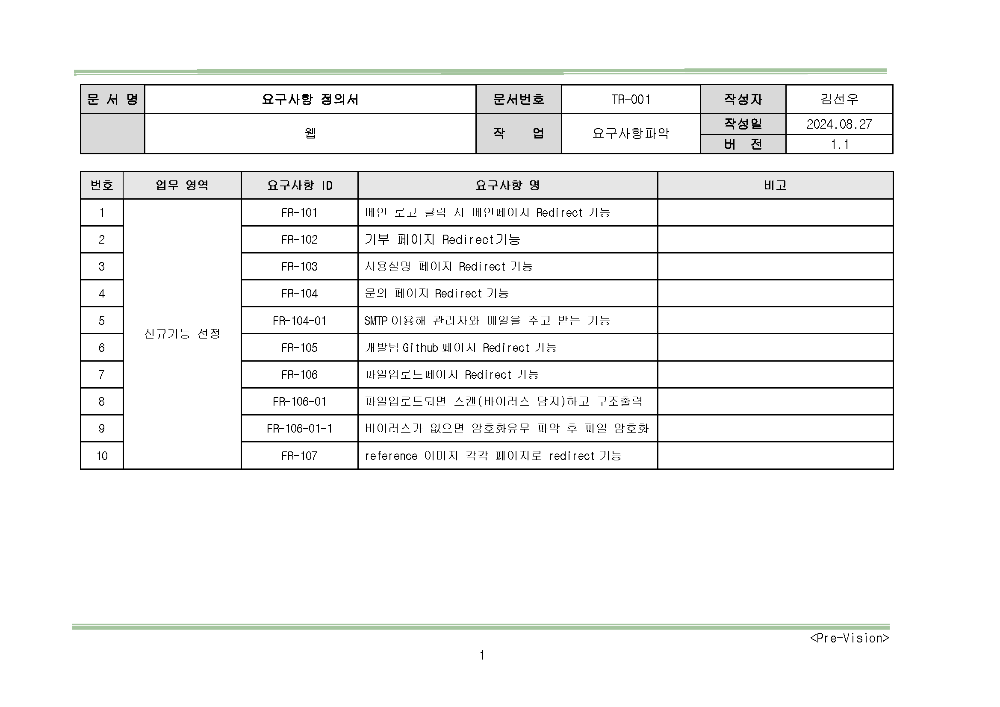 문 서 명 요구사항 정의서 문서번호 TR-001 작성자 김선우
웹 작 업 요구사항파악 작성일 2024.08.27
버 전 1.1
번호 업무 영역 요구사항 ID 요구사항 명 비고
1 FR-101 메인 로고 클릭 시 메인페이지 Redirect 기능
2 FR-102 기부 페이지 Redirect기능
3 FR-103 사용설명 페이지 Redirect 기능
4 FR-104 문의 페이지 Redirect 기능
5 FR-104-01 SMTP 이용해 관리자와 메일을 주고 받는 기능
신규기능 선정
6 FR-105 개발팀 Github 페이지 Redirect 기능
7 FR-106 파일업로드페이지 Redirect 기능
8 FR-106-01 파일업로드되면 스캔(바이러스 탐지)하고 구조출력
9 FR-106-01-1 바이러스가 없으면 암호화유무 파악 후 파일 암호화
10 FR-107 reference 이미지 각각 페이지로 redirect 기능
<Pre-Vision>
1